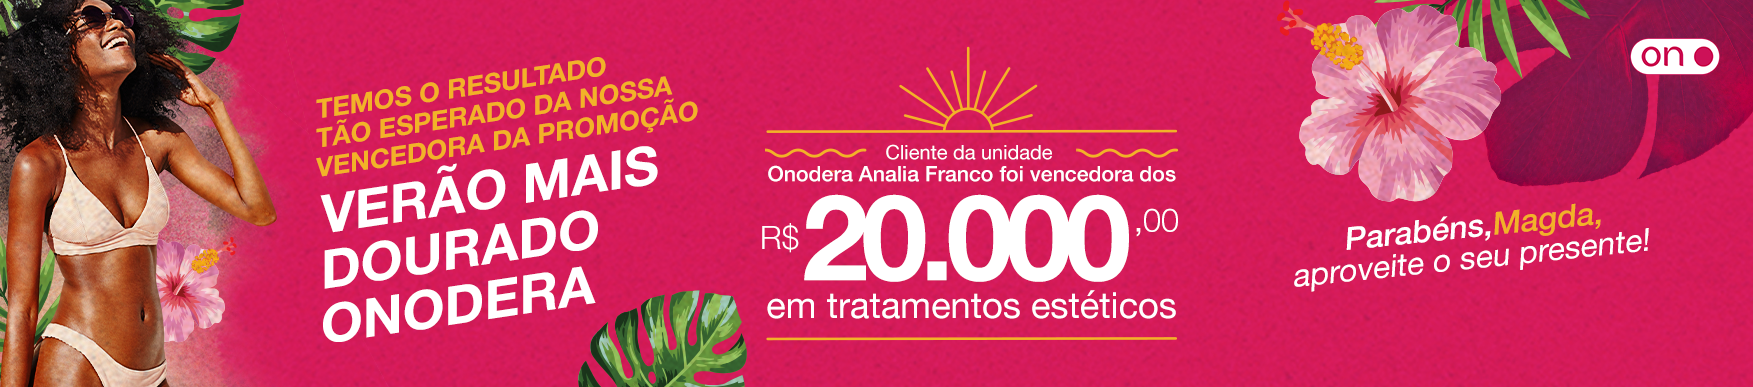 TEMOS O RESULTADO
TÃO ESPERADO DA NOSSA
VENCEDORA DA PROMOÇÃO
VERÃO MAIS
DOURADO
ONODERA
Cliente da unidade
Onodera Analia Franco foi vencedora dos
R$ 20.000,00
em tratamentos estéticos
Parabéns, Magda,
aproveite o seu presente!
on